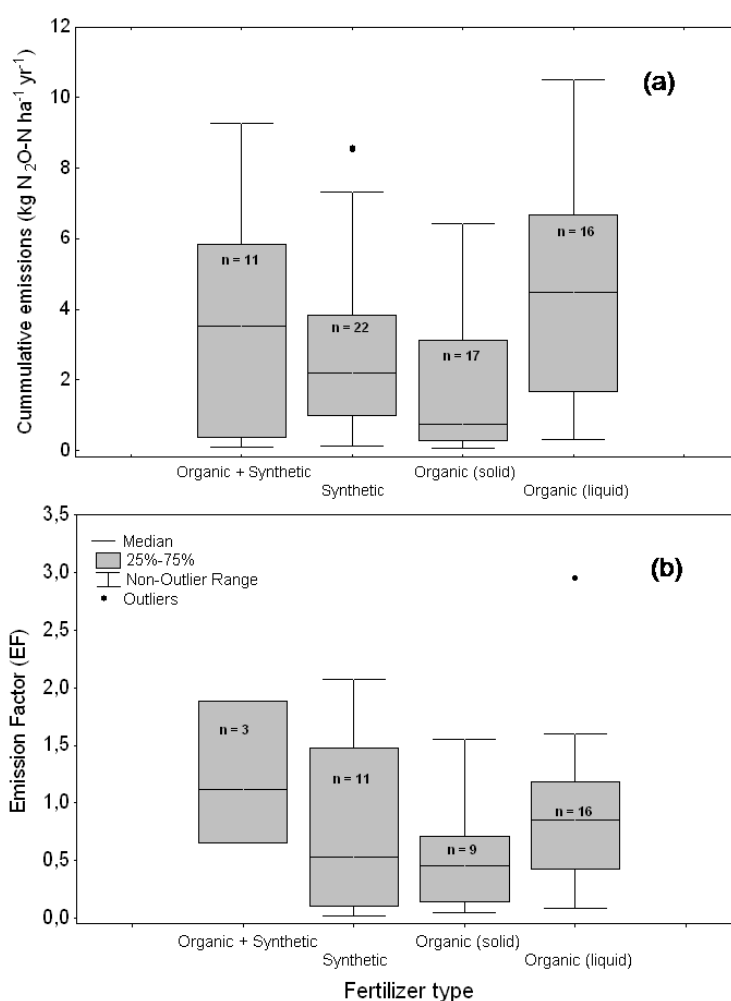 12
10
8
6
4
2
0
Cummulative emissions (kg N₂O-N ha⁻¹ yr⁻¹)
(a)
n = 11
n = 22
n = 17
n = 16
Organic + Synthetic
Synthetic
Organic (solid)
Organic (liquid)
3,5
3,0
2,5
2,0
1,5
1,0
0,5
0,0
Emission Factor (EF)
Median
25%-75%
Non-Outlier Range
Outliers
(b)
n = 3
n = 11
n = 9
n = 16
Organic + Synthetic
Synthetic
Organic (solid)
Organic (liquid)
Fertilizer type